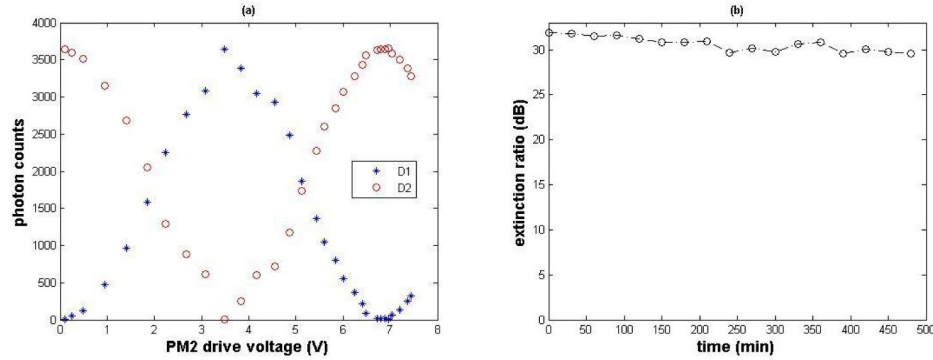 (a)
4000
3500
3000
2500
2000
1500
1000
500
0
photon counts
D1
D2
0 1 2 3 4 5 6 7 8
PM2 drive voltage (V)
(b)
35
30
25
20
15
10
5
0
extinction ratio (dB)
0 50 100 150 200 250 300 350 400 450 500
time (min)